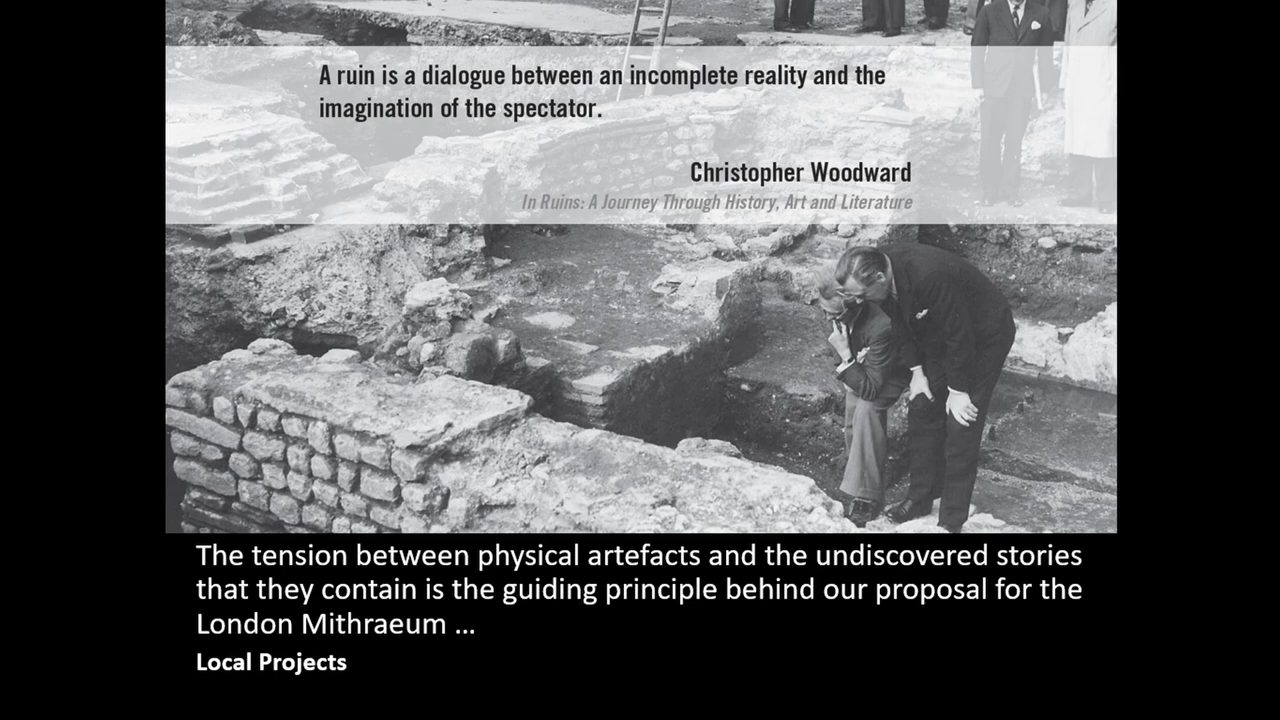 A ruin is a dialogue between an incomplete reality and the
imagination of the spectator.
Christopher Woodward
In Ruins: A Journey Through History, Art and Literature
The tension between physical artefacts and the undiscovered stories
that they contain is the guiding principle behind our proposal for the
London Mithraeum …
Local Projects